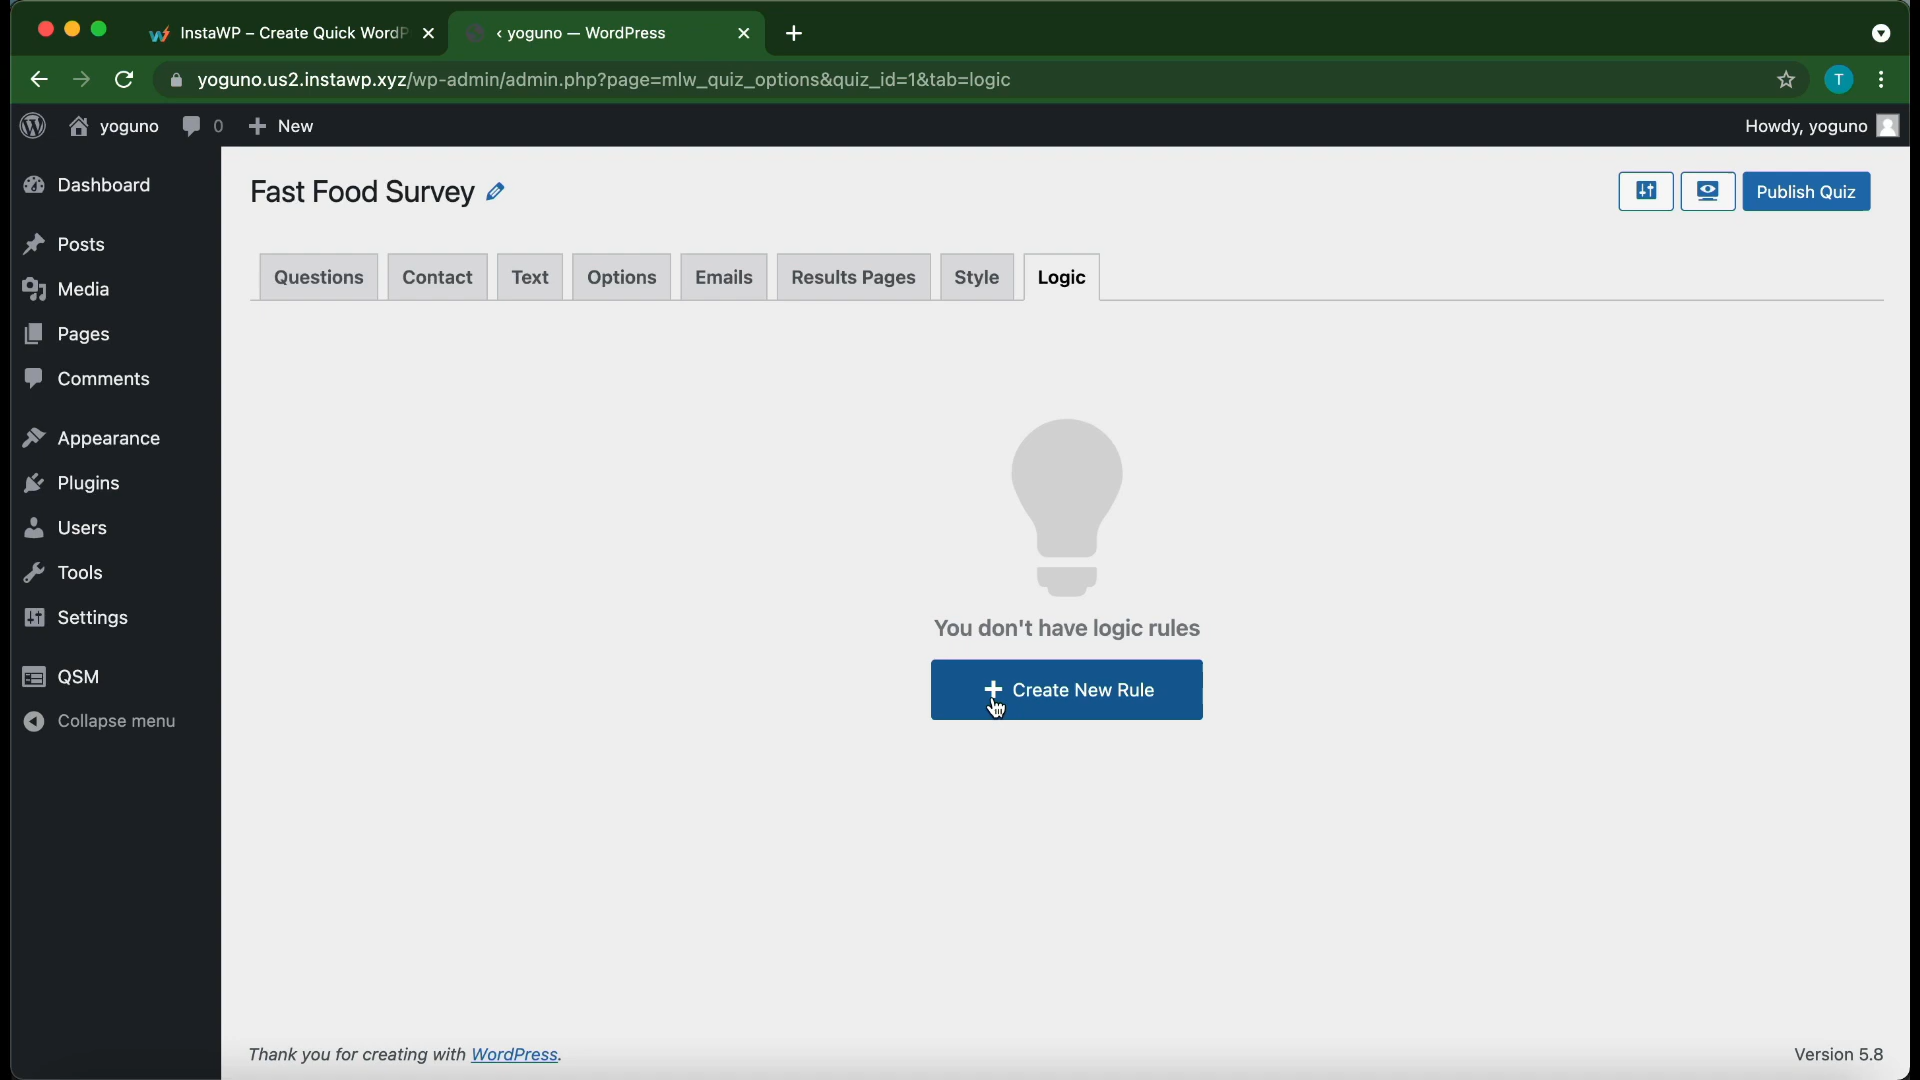 InstaWP – Create Quick WordP
‹ yoguno — WordPress
yoguno.us2.instawp.xyz/wp-admin/admin.php?page=mlw_quiz_options&quiz_id=1&tab=logic
T
yoguno 0 New
Howdy, yoguno
Dashboard
Posts
Media
Pages
Comments
Appearance
Plugins
Users
Tools
Settings
QSM
Collapse menu
Fast Food Survey
Publish Quiz
Questions Contact Text Options Emails Results Pages Style Logic
You don't have logic rules
Create New Rule
Thank you for creating with WordPress.
Version 5.8